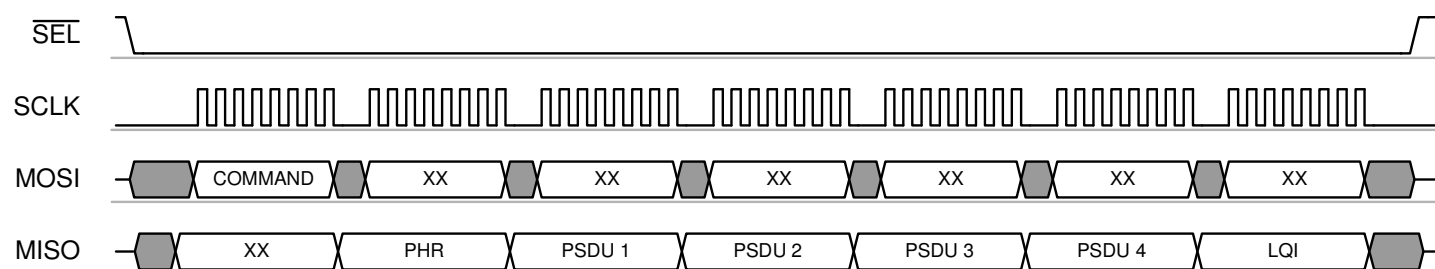 SEL
SCLK
MOSI COMMAND XX XX XX XX XX XX
MISO XX PHR PSDU 1 PSDU 2 PSDU 3 PSDU 4 LQI